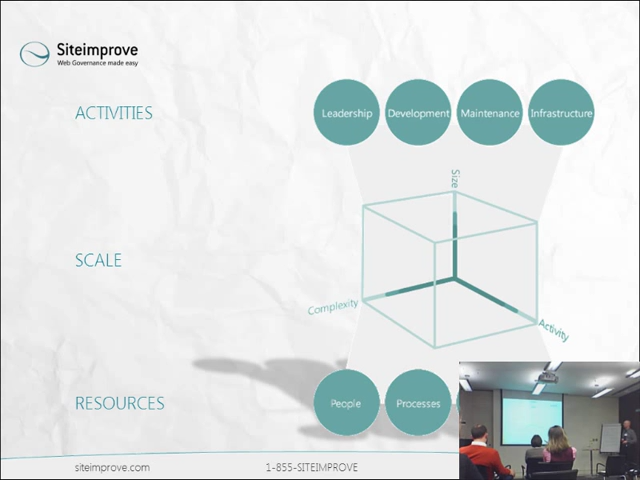 Siteimprove
Web Governance made easy
ACTIVITIES
Leadership Development Maintenance Infrastructure
Size
SCALE
Complexity
Activity
RESOURCES
People Processes
siteimprove.com 1-855-SITEIMPROVE